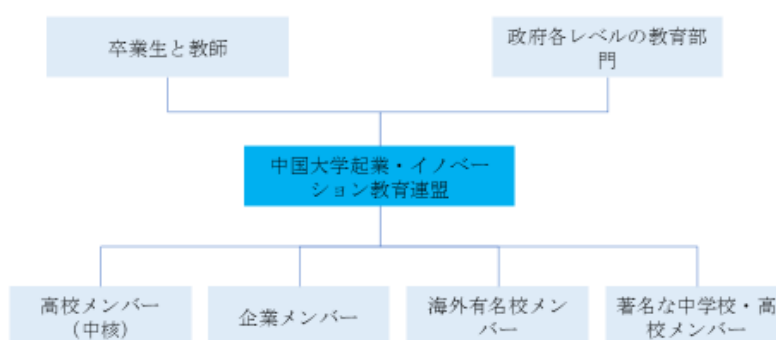 卒業生と教師
政府各レベルの教育部
門
中国大学起業・イノベー
ション教育連盟
高校メンバー
（中核）
企業メンバー
海外有名校メン
バー
著名な中学校・高
校メンバー